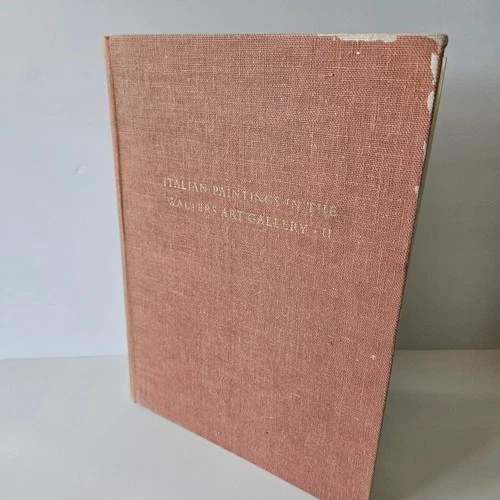 ITALIAN PAINTINGS IN THE
WALTERS ART GALLERY · II